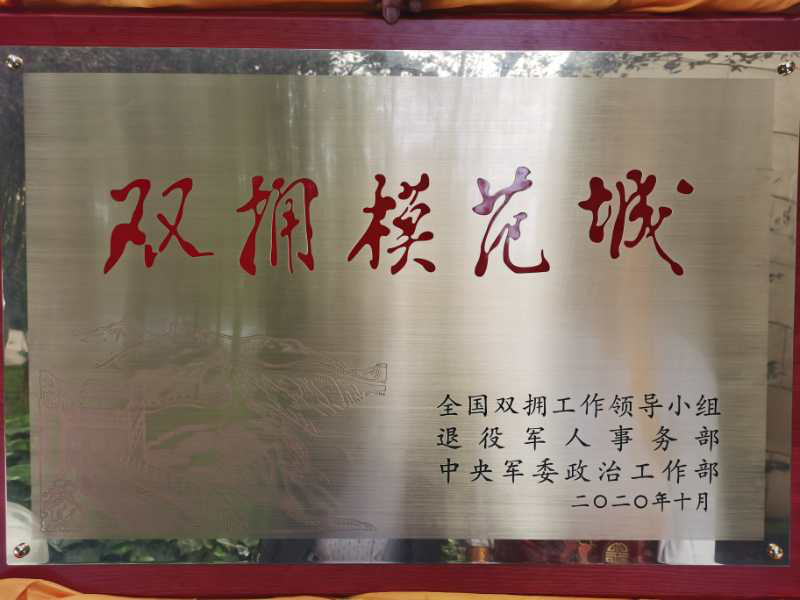 双拥模范城
全国双拥工作领导小组
退役军人事务部
中央军委政治工作部
二〇二〇年十月